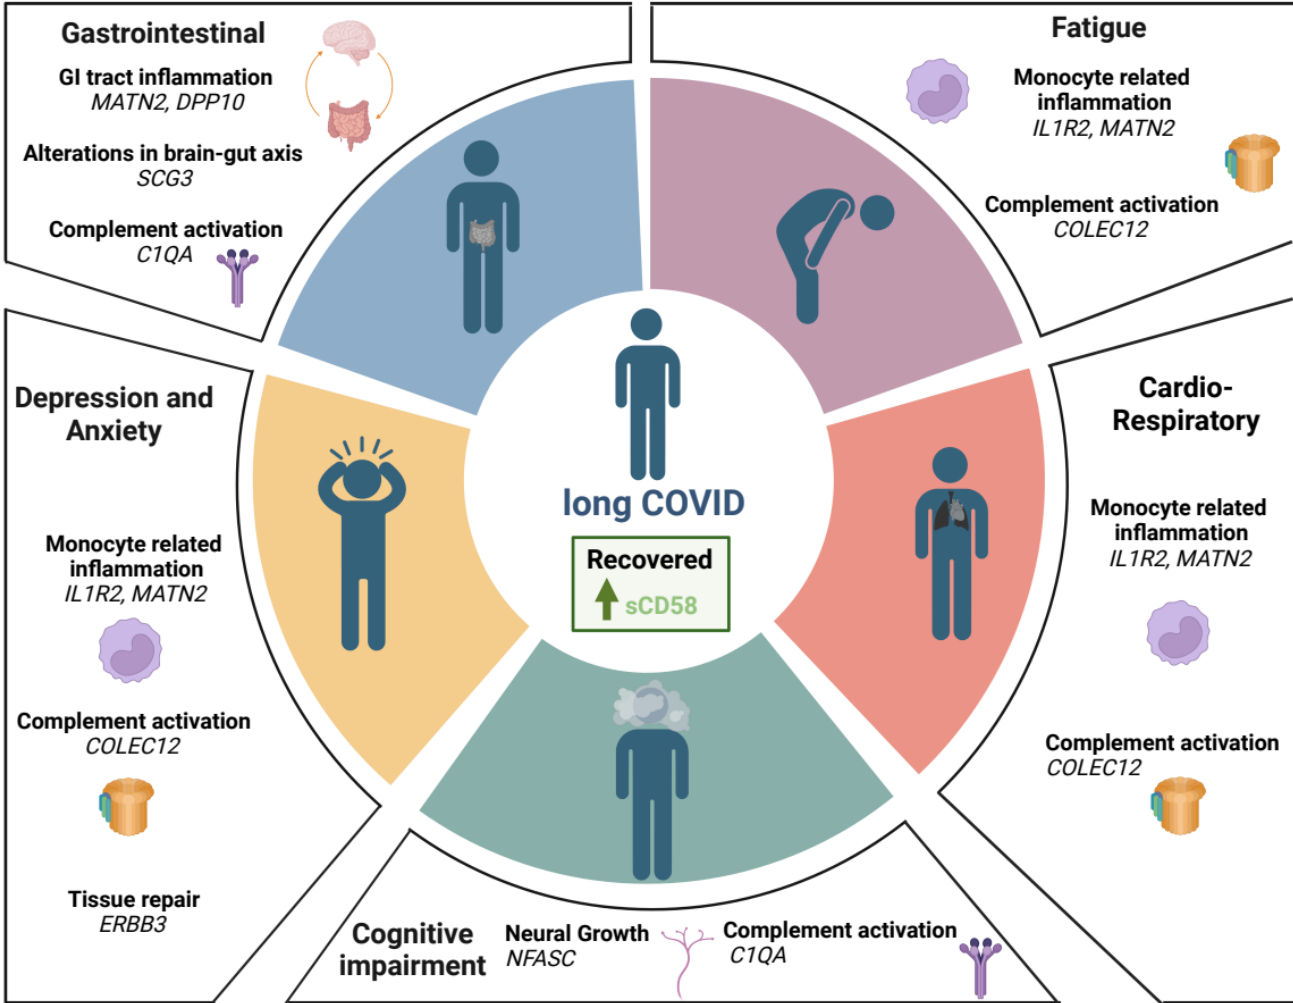 Gastrointestinal
GI tract inflammation
MATN2, DPP10
Alterations in brain-gut axis
SCG3
Complement activation
C1QA
Fatigue
Monocyte related
inflammation
IL1R2, MATN2
Complement activation
COLEC12
Depression and
Anxiety
Monocyte related
inflammation
IL1R2, MATN2
Complement activation
COLEC12
Tissue repair
ERBB3
long COVID
Recovered
sCD58
Cardio-
Respiratory
Monocyte related
inflammation
IL1R2, MATN2
Complement activation
COLEC12
Cognitive
impairment
Neural Growth
NFASC
Complement activation
C1QA